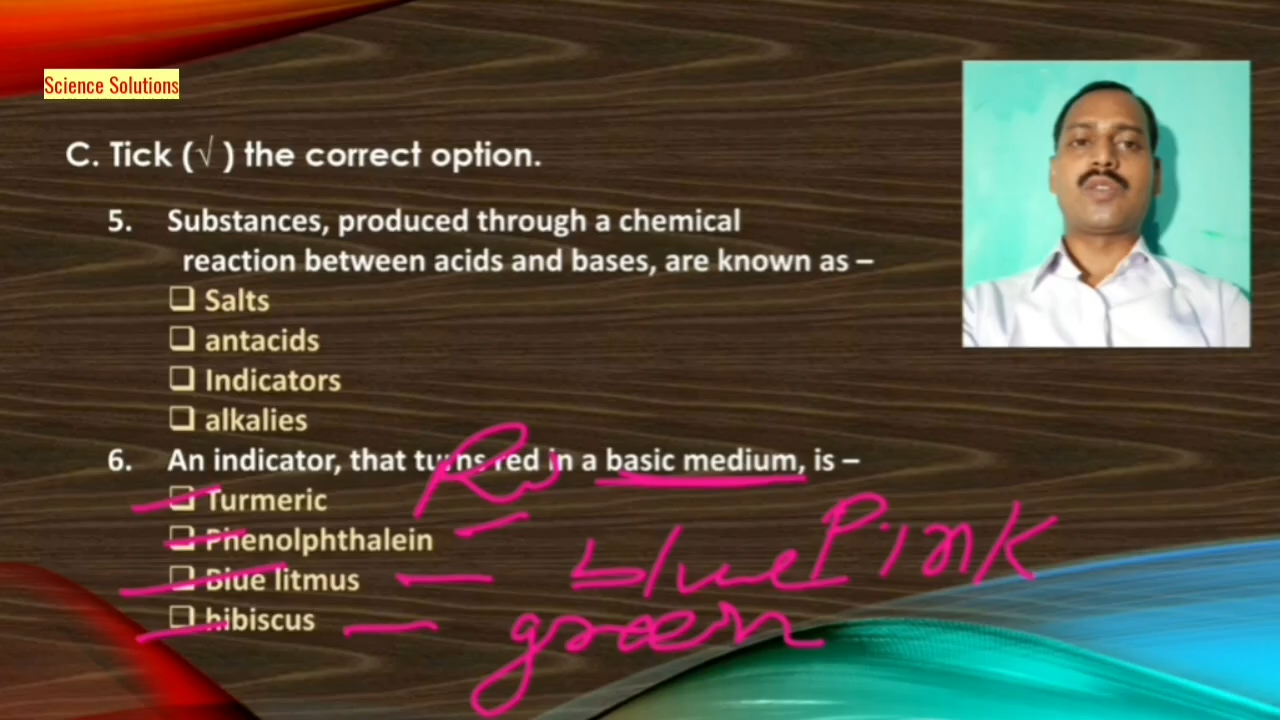 Science Solutions
C. Tick (√ ) the correct option.
5. Substances, produced through a chemical
reaction between acids and bases, are known as –
❑ Salts
❑ antacids
❑ Indicators
❑ alkalies
6. An indicator, that turns red in a basic medium, is –
❑ Turmeric
❑ Phenolphthalein
Pink
❑ Blue litmus — blue
❑ hibiscus — green